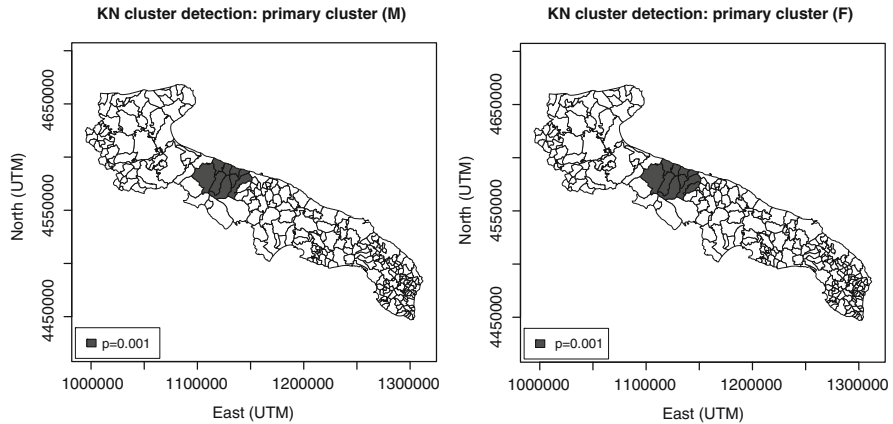 KN cluster detection: primary cluster (M)
North (UTM)
4450000 4550000 4650000
p=0.001
1000000 1100000 1200000 1300000
East (UTM)
KN cluster detection: primary cluster (F)
North (UTM)
4450000 4550000 4650000
p=0.001
1000000 1100000 1200000 1300000
East (UTM)